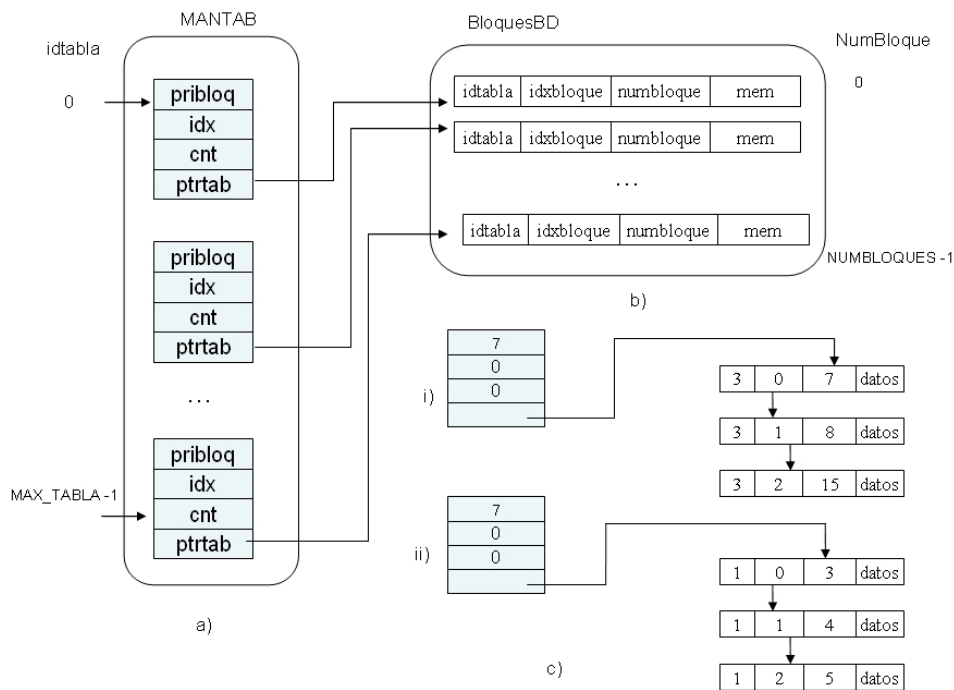 MANTAB
idtabla
0
pribloq
idx
cnt
ptrtab
pribloq
idx
cnt
ptrtab
...
pribloq
idx
cnt
ptrtab
MAX_TABLA -1
a)
BloquesBD
NumBloque
0
idtabla idxbloque numbloque mem
idtabla idxbloque numbloque mem
...
idtabla idxbloque numbloque mem
NUMBLOQUES -1
b)
i)
7
0
0
3 0 7 datos
3 1 8 datos
3 2 15 datos
ii)
7
0
0
1 0 3 datos
1 1 4 datos
1 2 5 datos
c)